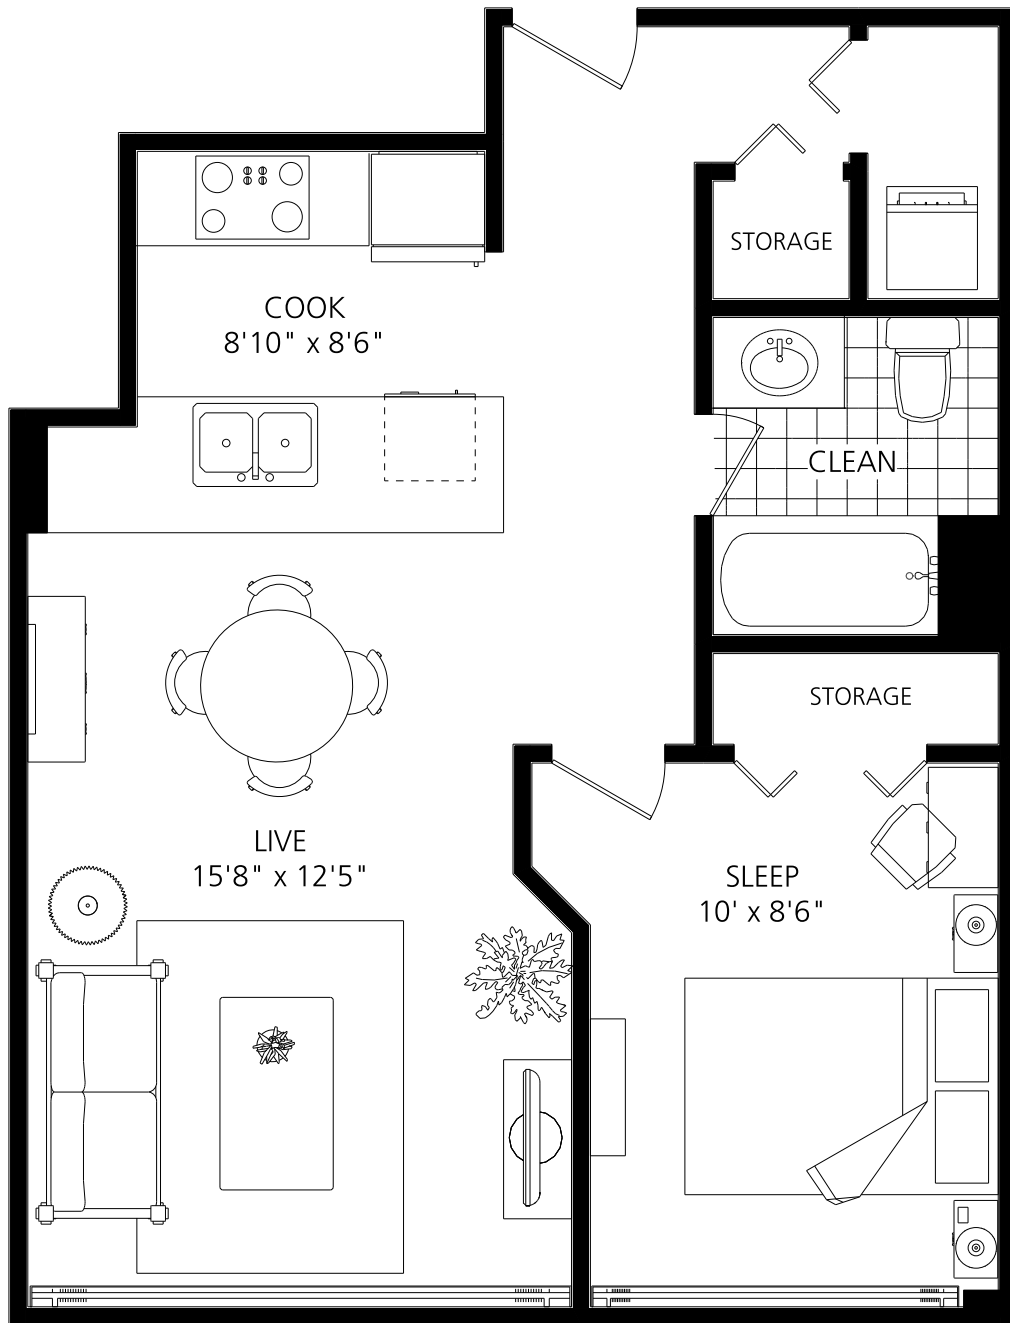 STORAGE
COOK
8'10" x 8'6"
CLEAN
STORAGE
LIVE
15'8" x 12'5"
SLEEP
10' x 8'6"